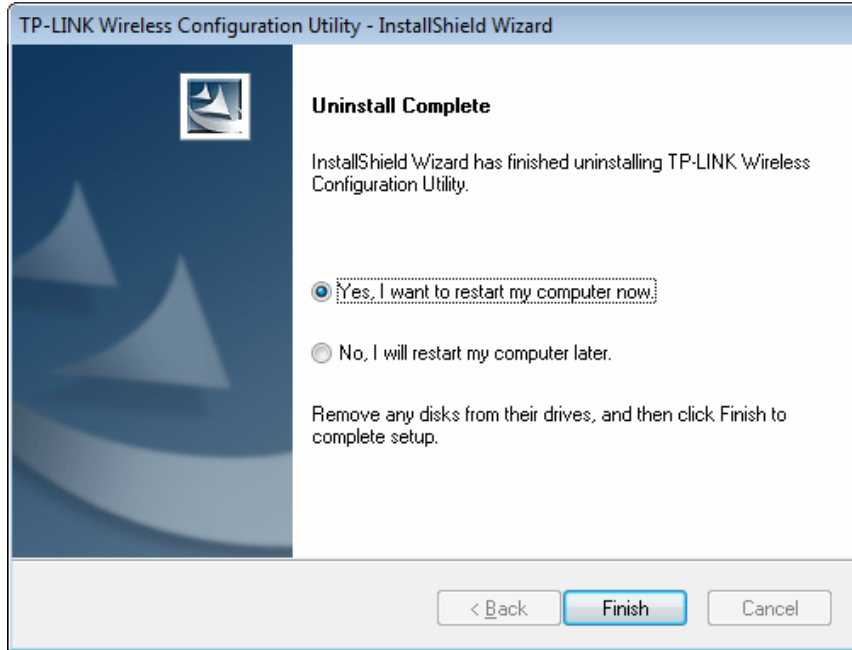 TP-LINK Wireless Configuration Utility - InstallShield Wizard
Uninstall Complete
InstallShield Wizard has finished uninstalling TP-LINK Wireless
Configuration Utility.
Yes, I want to restart my computer now.
No, I will restart my computer later.
Remove any disks from their drives, and then click Finish to
complete setup.
< Back
Finish
Cancel